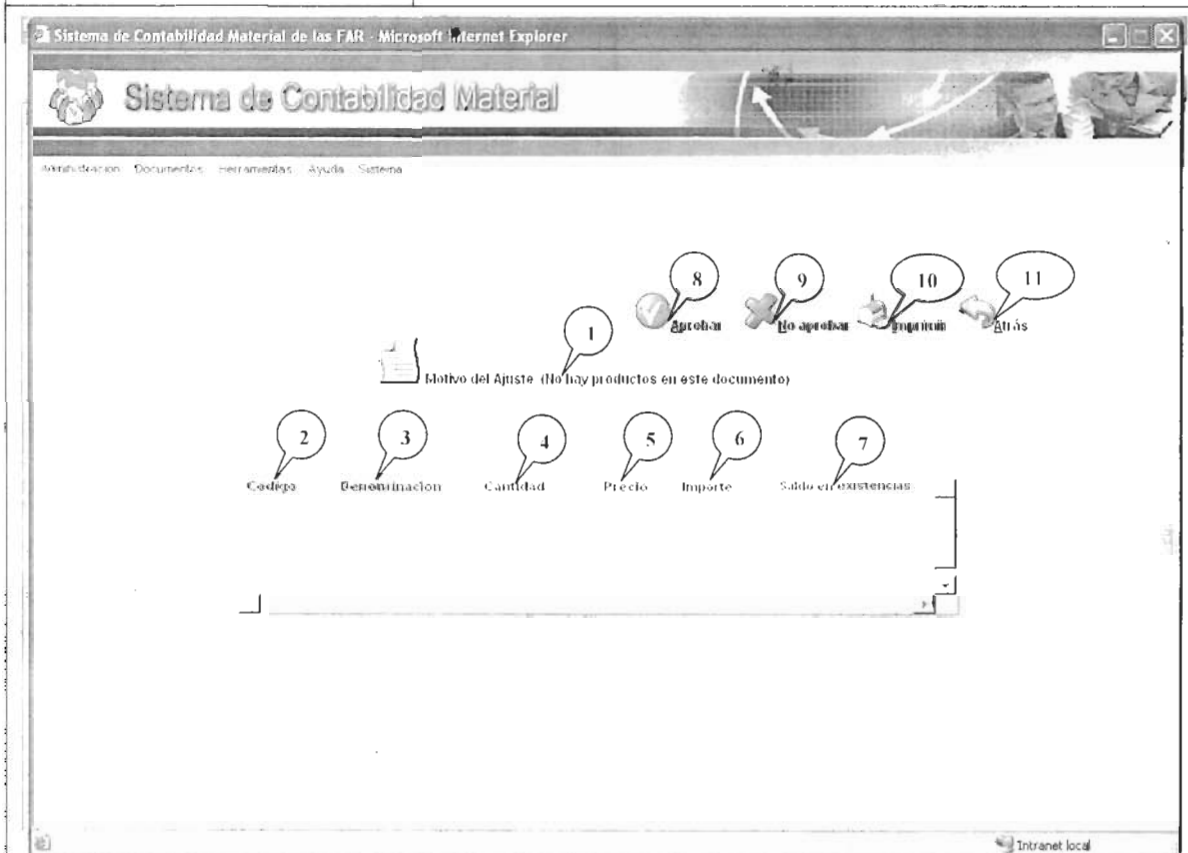 Sistema de Contabilidad Material de las FAR - Microsoft Internet Explorer
Sistema de Contabilidad Material
Administracion Documentos Herramientas Ayuda Sistema
8 9 10 11
Aprobar No aprobar Imprimir Atrás
1
Motivo del Ajuste (No hay productos en este documento)
2 3 4 5 6 7
Codigo Denominacion Cantidad Precio Importe Saldo en existencias
Intranet local